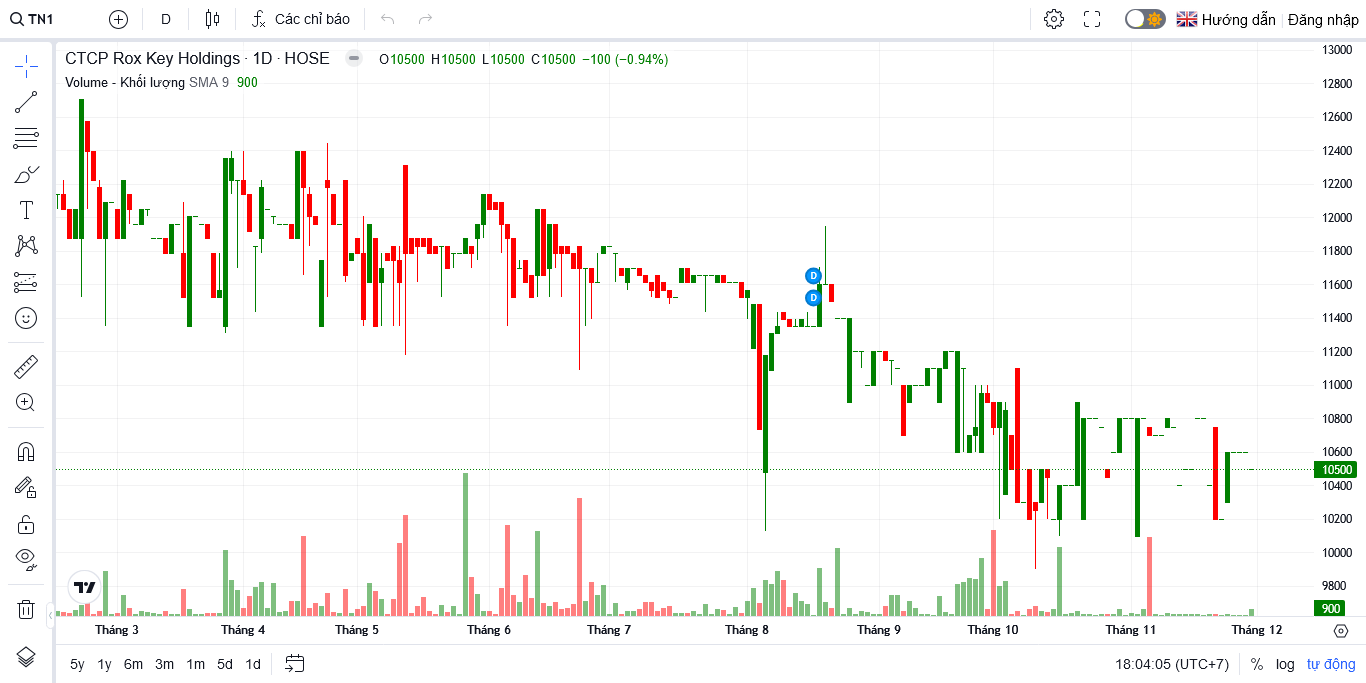 TN1 D Các chỉ báo Hướng dẫn Đăng nhập
CTCP Rox Key Holdings · 1D · HOSE O10500 H10500 L10500 C10500 −100 (−0.94%)
Volume - Khối lượng SMA 9 900
13000
12800
12600
12400
12200
12000
11800
11600
11400
11200
11000
10800
10600
10500
10400
10200
10000
9800
900
D
D
Tháng 3 Tháng 4 Tháng 5 Tháng 6 Tháng 7 Tháng 8 Tháng 9 Tháng 10 Tháng 11 Tháng 12
5y 1y 6m 3m 1m 5d 1d 18:04:05 (UTC+7) % log tự động